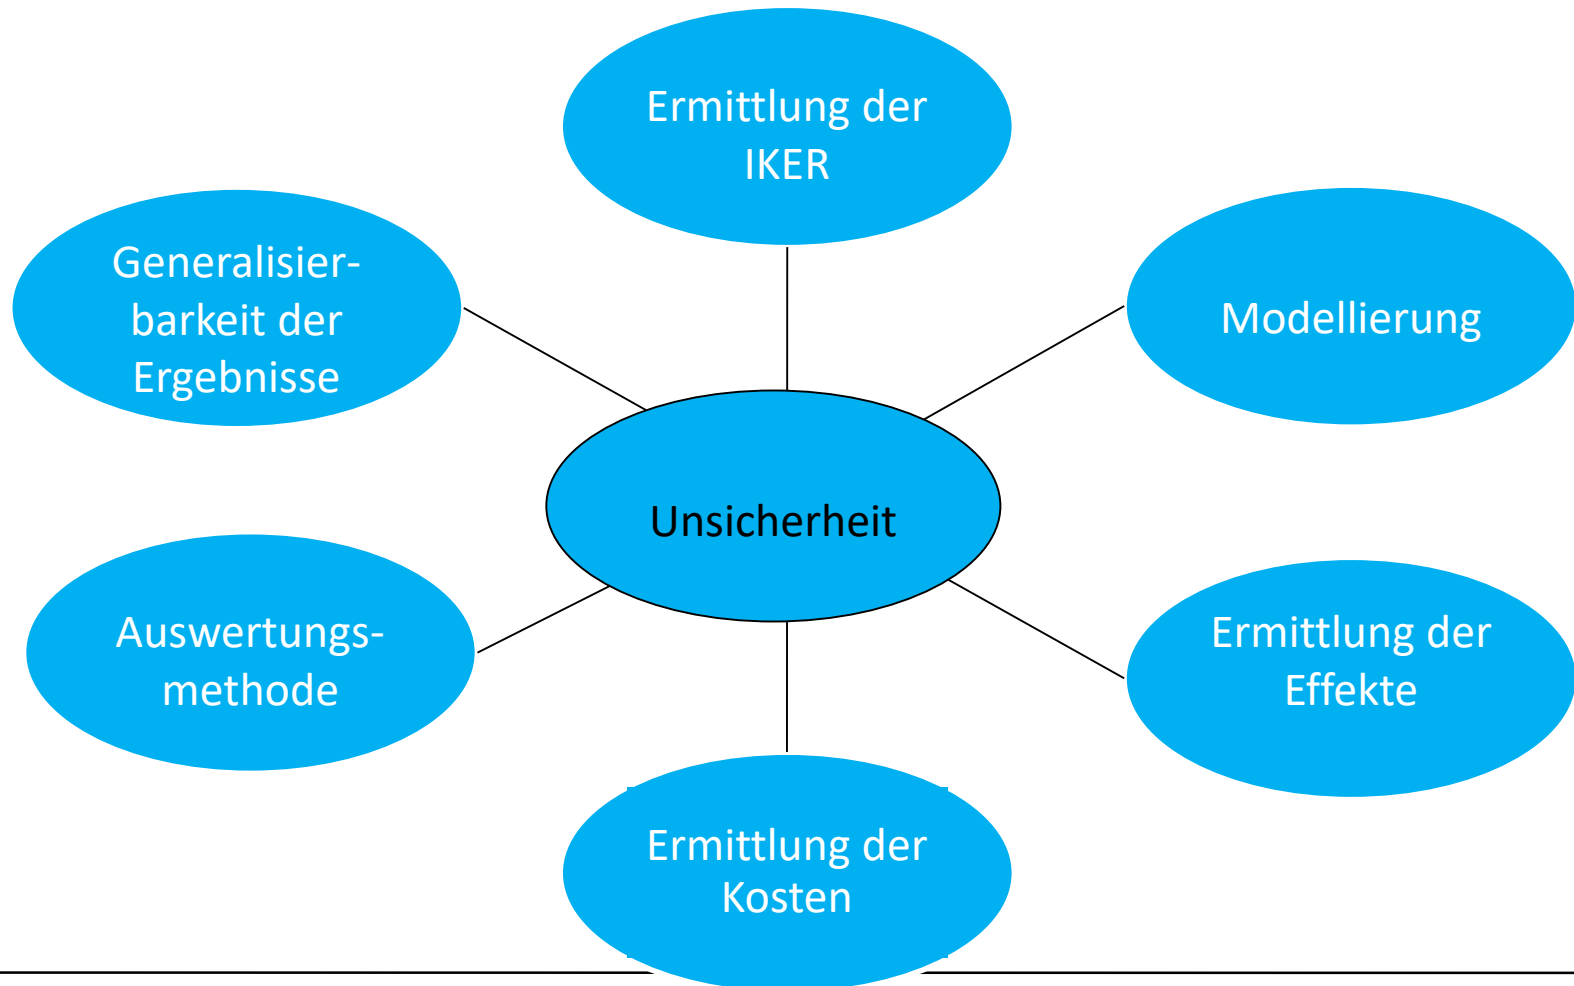 Ermittlung der
IKER
Generalisier-
barkeit der
Ergebnisse
Modellierung
Unsicherheit
Auswertungs-
methode
Ermittlung der
Effekte
Ermittlung der
Kosten